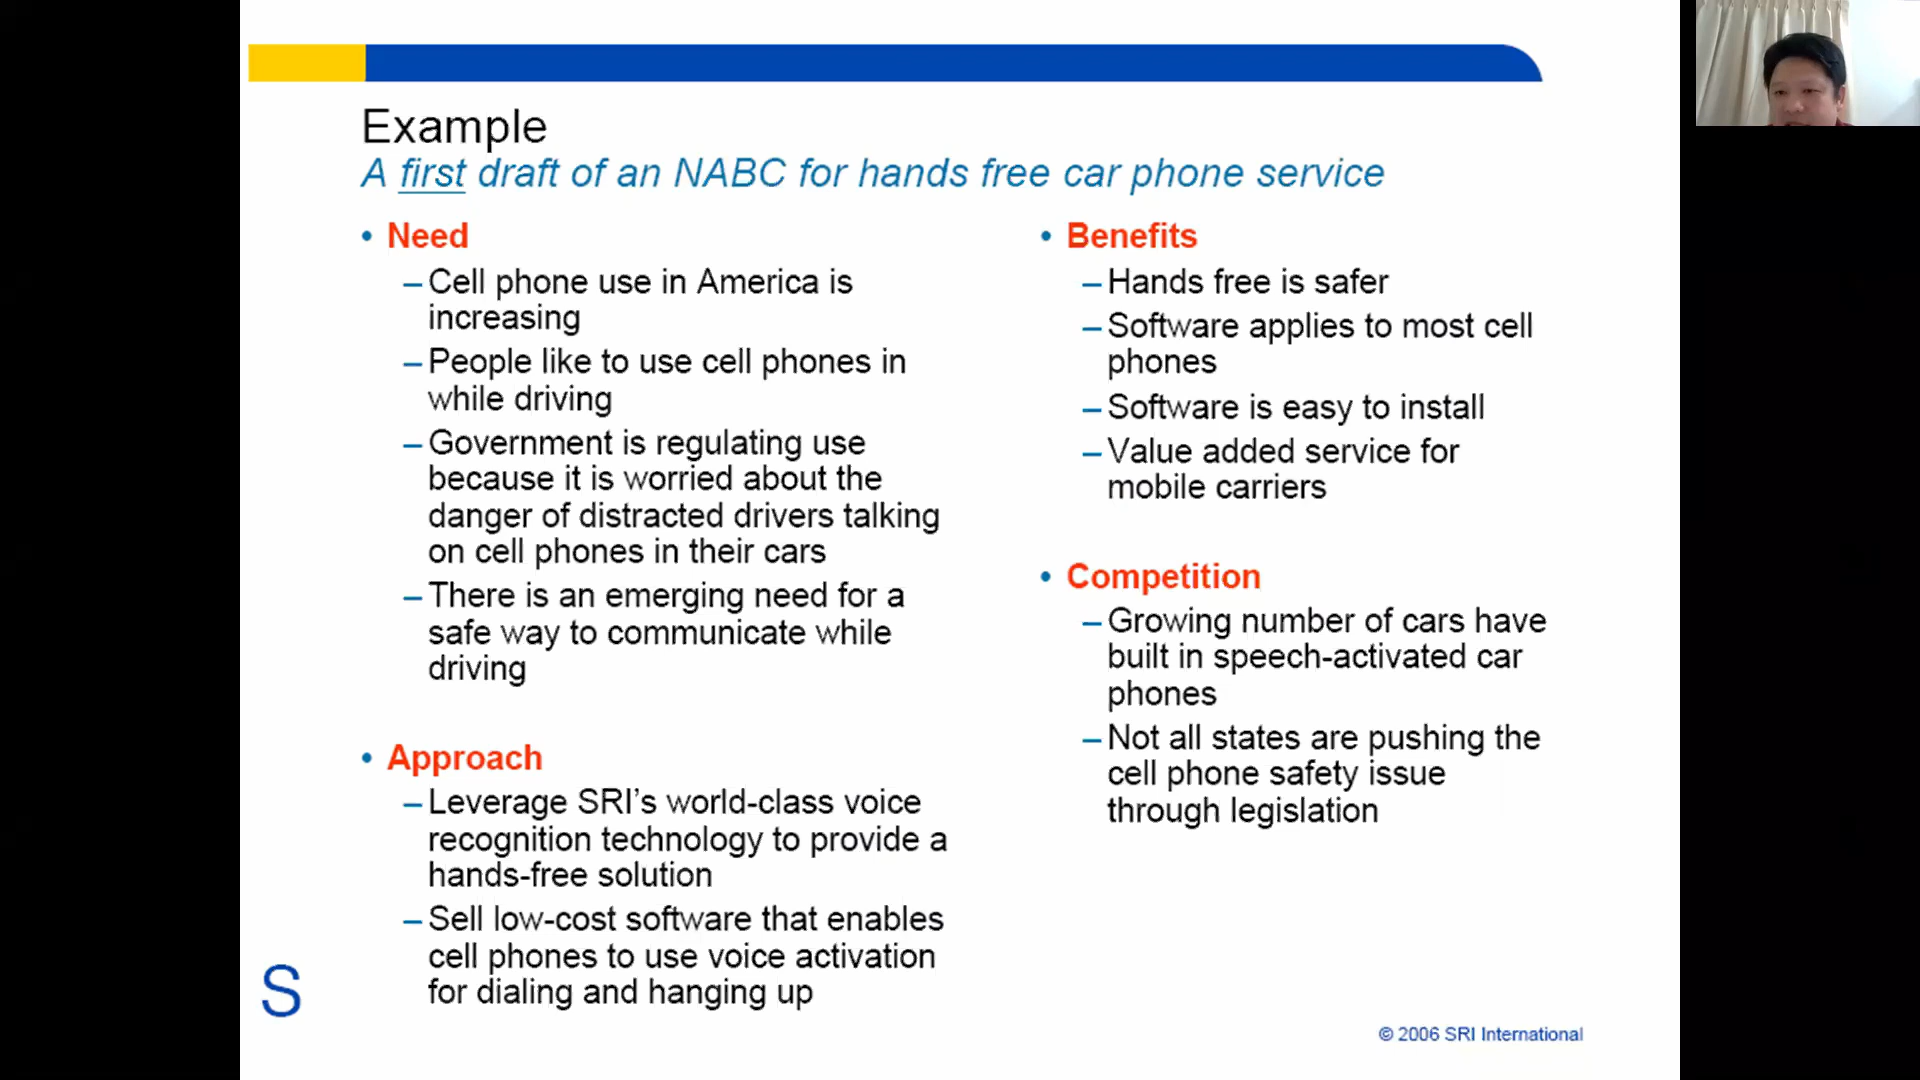 Example
A first draft of an NABC for hands free car phone service
• Need
– Cell phone use in America is
increasing
– People like to use cell phones in
while driving
– Government is regulating use
because it is worried about the
danger of distracted drivers talking
on cell phones in their cars
– There is an emerging need for a
safe way to communicate while
driving
• Approach
– Leverage SRI’s world-class voice
recognition technology to provide a
hands-free solution
– Sell low-cost software that enables
cell phones to use voice activation
for dialing and hanging up
• Benefits
– Hands free is safer
– Software applies to most cell
phones
– Software is easy to install
– Value added service for
mobile carriers
• Competition
– Growing number of cars have
built in speech-activated car
phones
– Not all states are pushing the
cell phone safety issue
through legislation
S
© 2006 SRI International